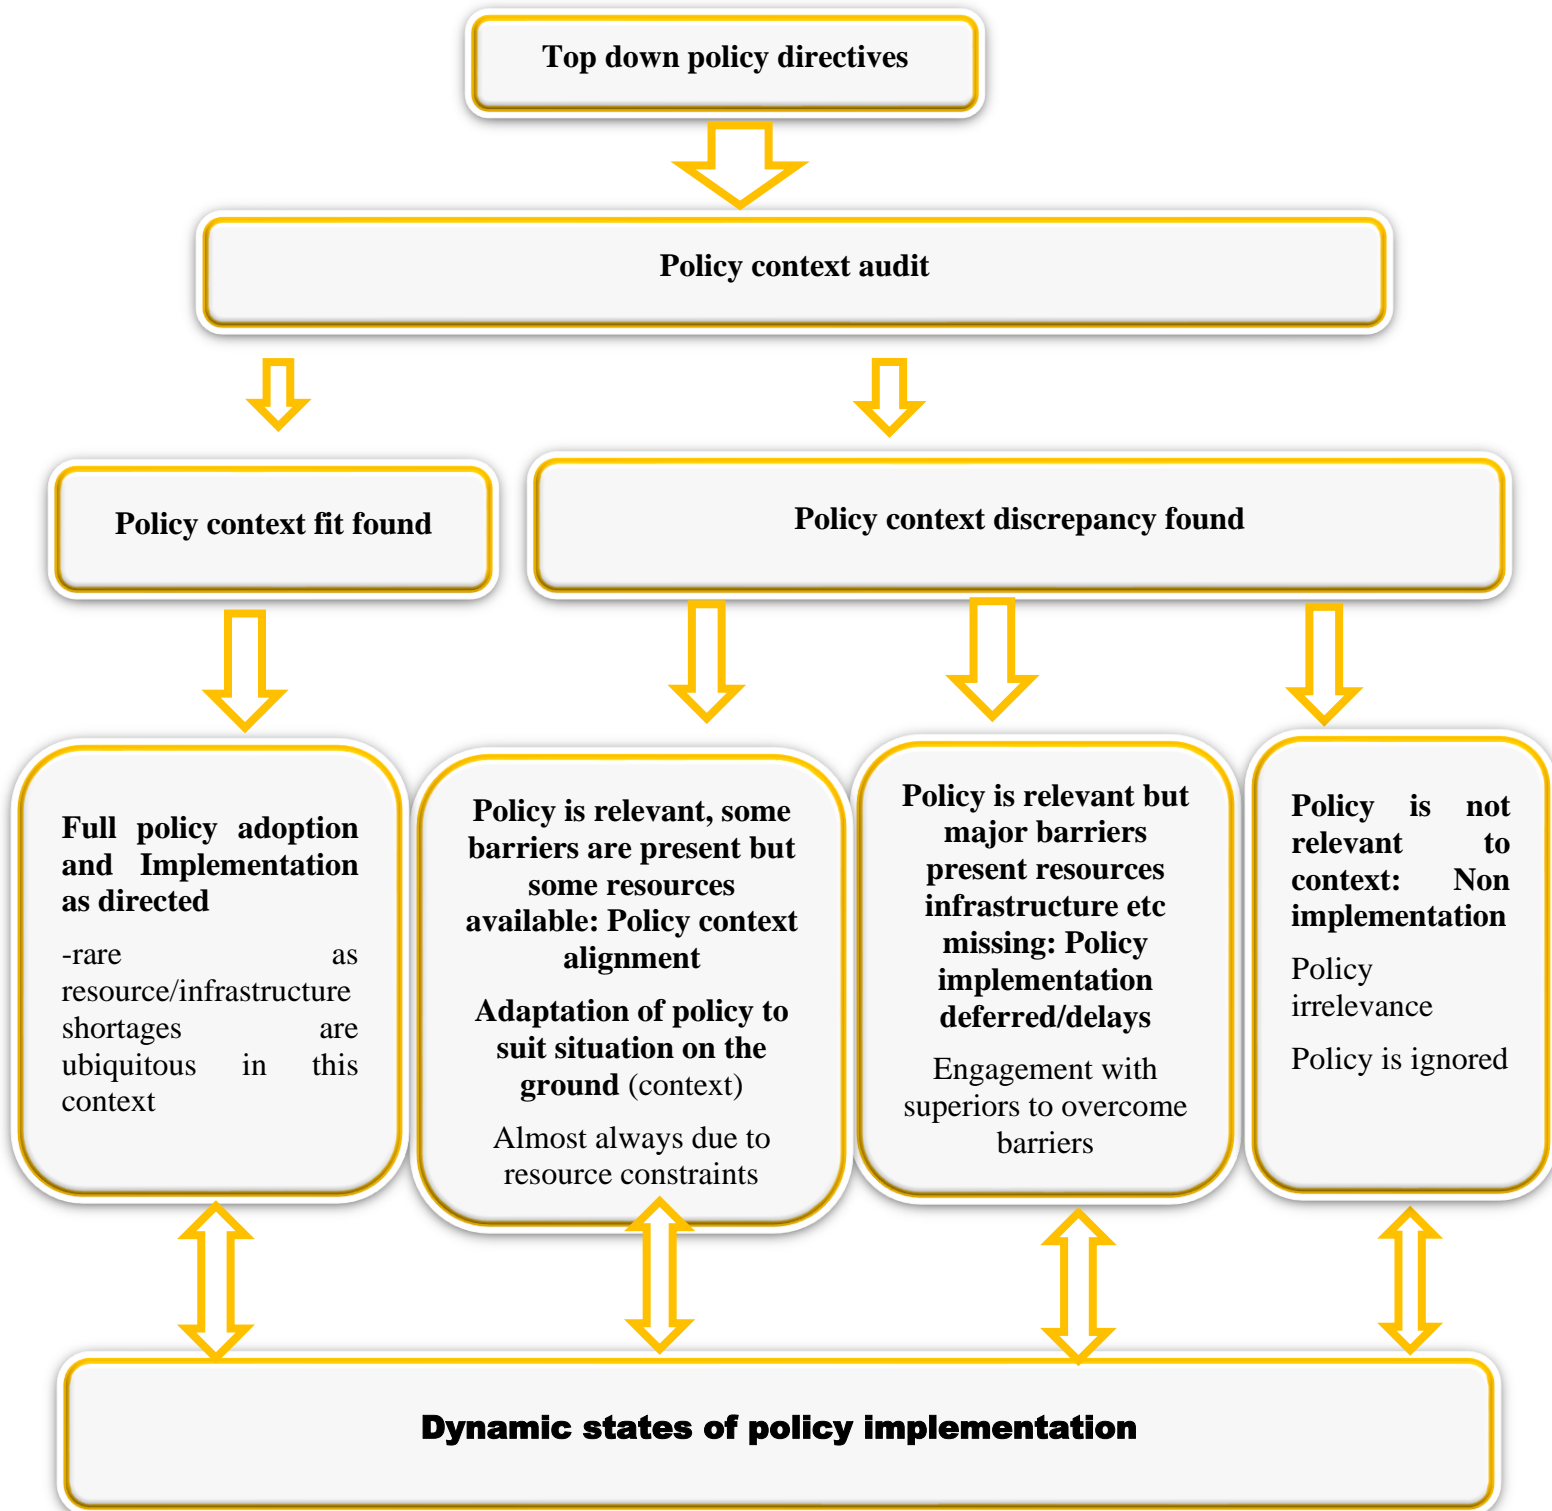 Top down policy directives
Policy context audit
Policy context fit found
Policy context discrepancy found
Full policy adoption
and Implementation
as directed
-rare as
resource/infrastructure
shortages are
ubiquitous in this
context
Policy is relevant, some
barriers are present but
some resources
available: Policy context
alignment
Adaptation of policy to
suit situation on the
ground (context)
Almost always due to
resource constraints
Policy is relevant but
major barriers
present resources
infrastructure etc
missing: Policy
implementation
deferred/delays
Engagement with
superiors to overcome
barriers
Policy is not
relevant to
context: Non
implementation
Policy
irrelevance
Policy is ignored
Dynamic states of policy implementation